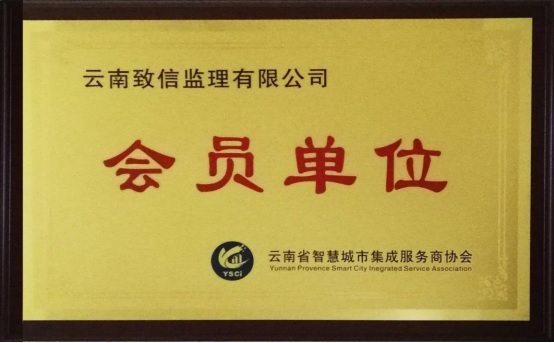 云南致信监理有限公司
会员单位
YSCi
云南省智慧城市集成服务商协会
Yunnan Provence Smart City Inegrated Service Association